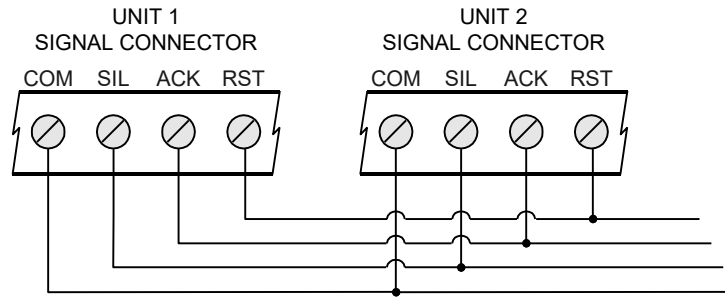 UNIT 1
SIGNAL CONNECTOR
COM SIL ACK RST
UNIT 2
SIGNAL CONNECTOR
COM SIL ACK RST